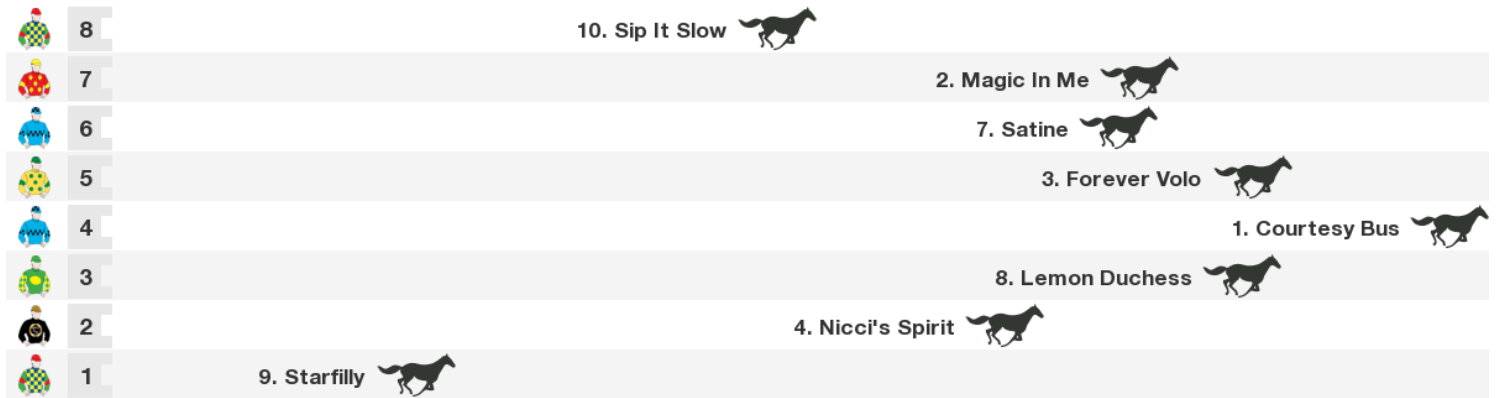 8 10. Sip It Slow
7 2. Magic In Me
6 7. Satine
5 3. Forever Volo
4 1. Courtesy Bus
3 8. Lemon Duchess
2 4. Nicci's Spirit
1 9. Starfilly